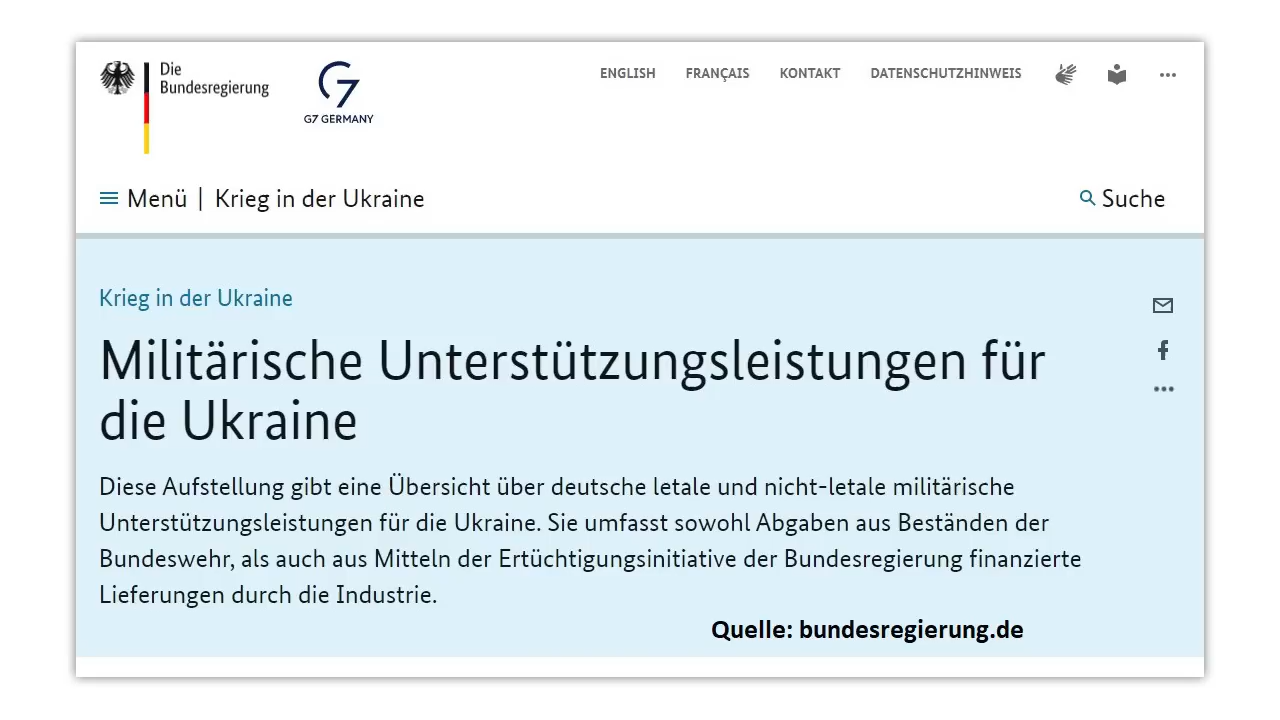 Die
Bundesregierung
G7
G7 GERMANY
ENGLISH FRANÇAIS KONTAKT DATENSCHUTZHINWEIS
Menü | Krieg in der Ukraine
Suche
Krieg in der Ukraine
Militärische Unterstützungsleistungen für
die Ukraine
Diese Aufstellung gibt eine Übersicht über deutsche letale und nicht-letale militärische
Unterstützungsleistungen für die Ukraine. Sie umfasst sowohl Abgaben aus Beständen der
Bundeswehr, als auch aus Mitteln der Ertüchtigungsinitiative der Bundesregierung finanzierte
Lieferungen durch die Industrie.
Quelle: bundesregierung.de